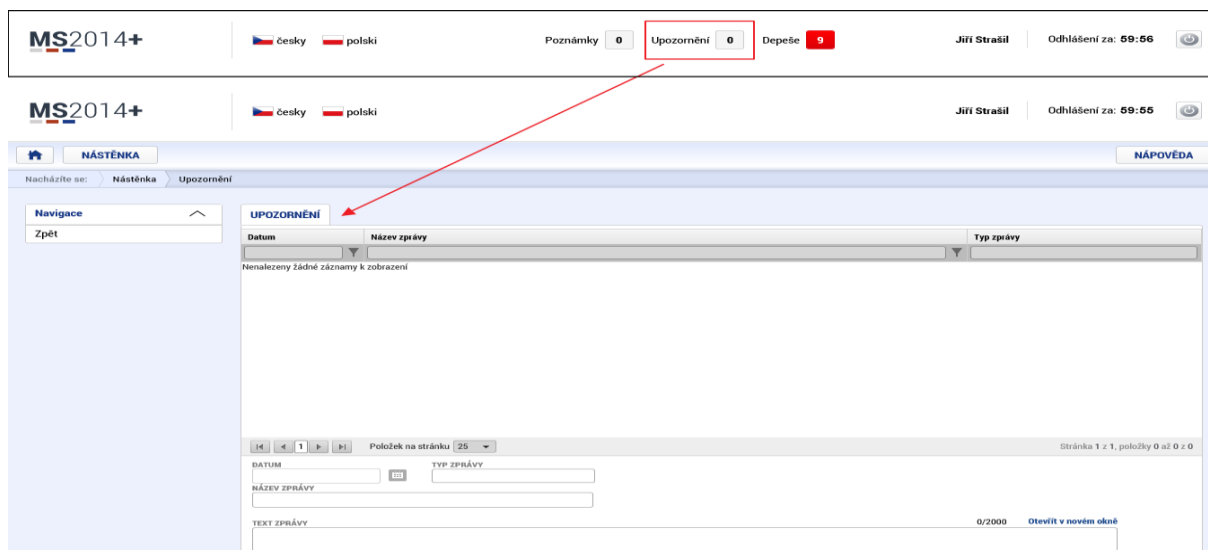 MS2014+ česky polski Poznámky 0 Upozornění 0 Depeše 9 Jiří Strašil Odhlášení za: 59:56
MS2014+ česky polski Jiří Strašil Odhlášení za: 59:55
NÁSTĚNKA NÁPOVĚDA
Nacházíte se: Nástěnka Upozornění
Navigace
Zpět
UPOZORNĚNÍ
Datum Název zprávy Typ zprávy
Nenalezeny žádné záznamy k zobrazení
1 Položek na stránku 25 Stránka 1 z 1, položky 0 až 0 z 0
DATUM TYP ZPRÁVY
NÁZEV ZPRÁVY
TEXT ZPRÁVY 0/2000 Otevřít v novém okně